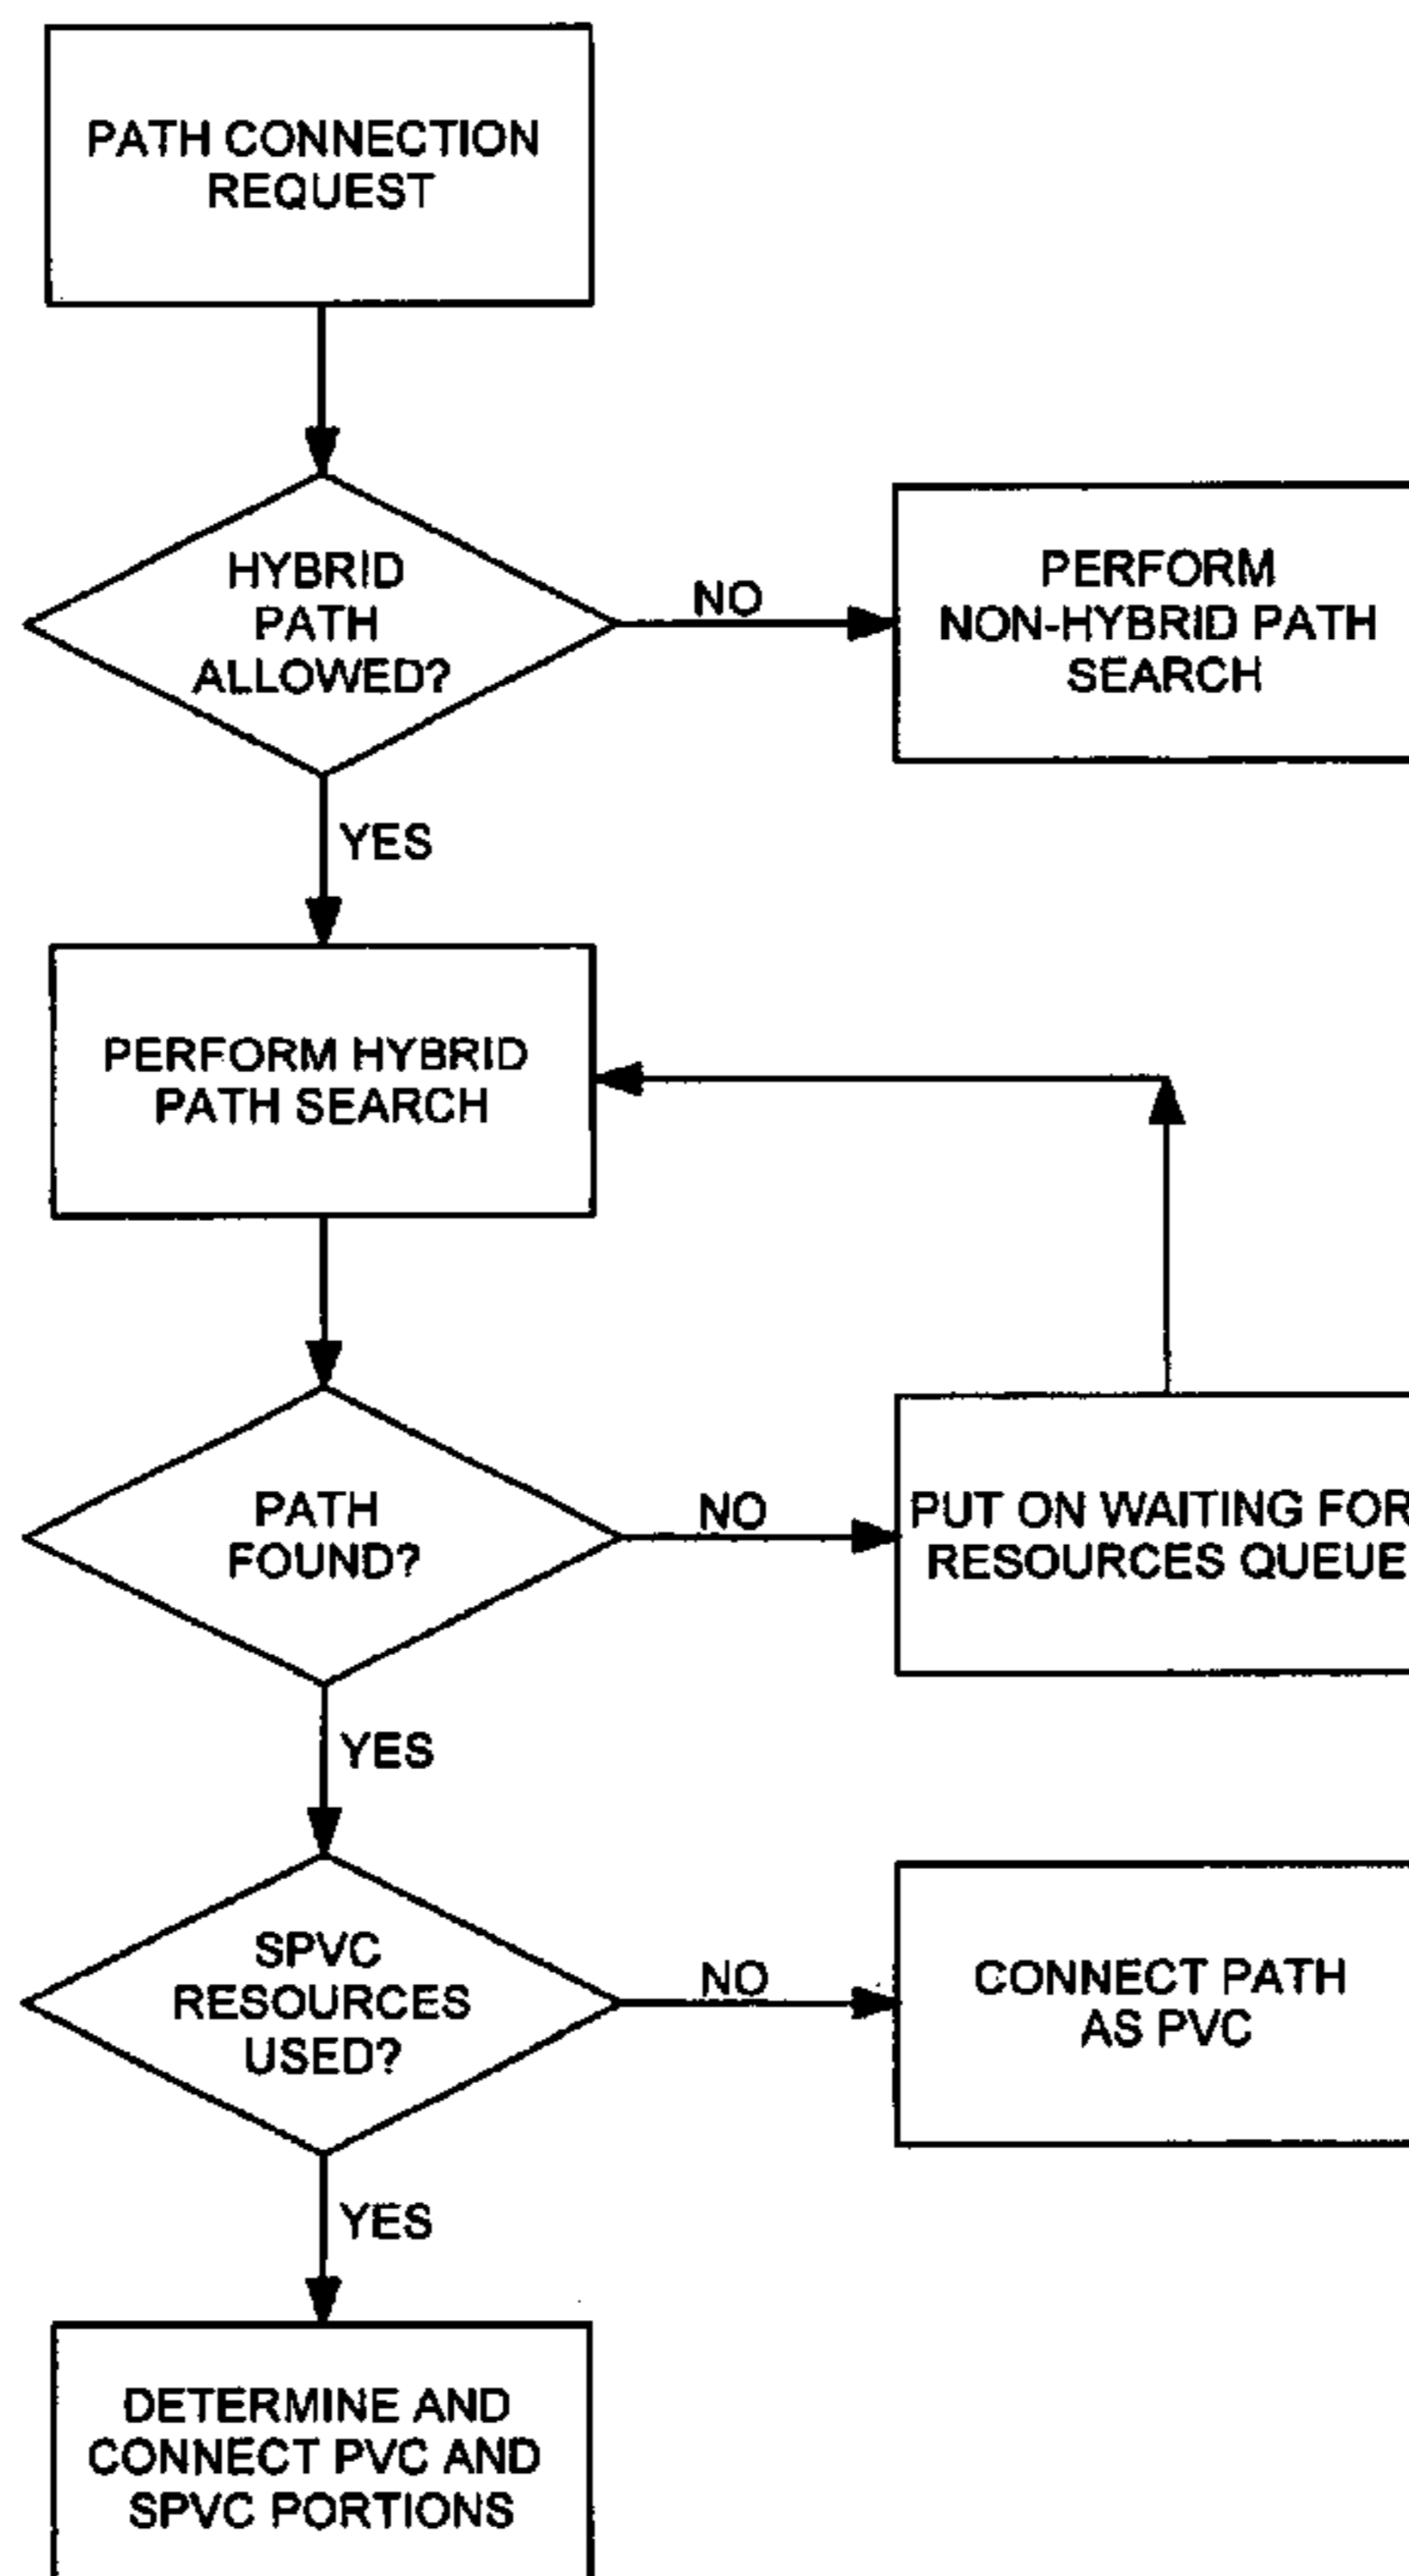 PATH CONNECTION
REQUEST
HYBRID
PATH
ALLOWED?
NO
PERFORM
NON-HYBRID PATH
SEARCH
YES
PERFORM HYBRID
PATH SEARCH
PATH
FOUND?
NO
PUT ON WAITING FOR
RESOURCES QUEUE
YES
SPVC
RESOURCES
USED?
NO
CONNECT PATH
AS PVC
YES
DETERMINE AND
CONNECT PVC AND
SPVC PORTIONS